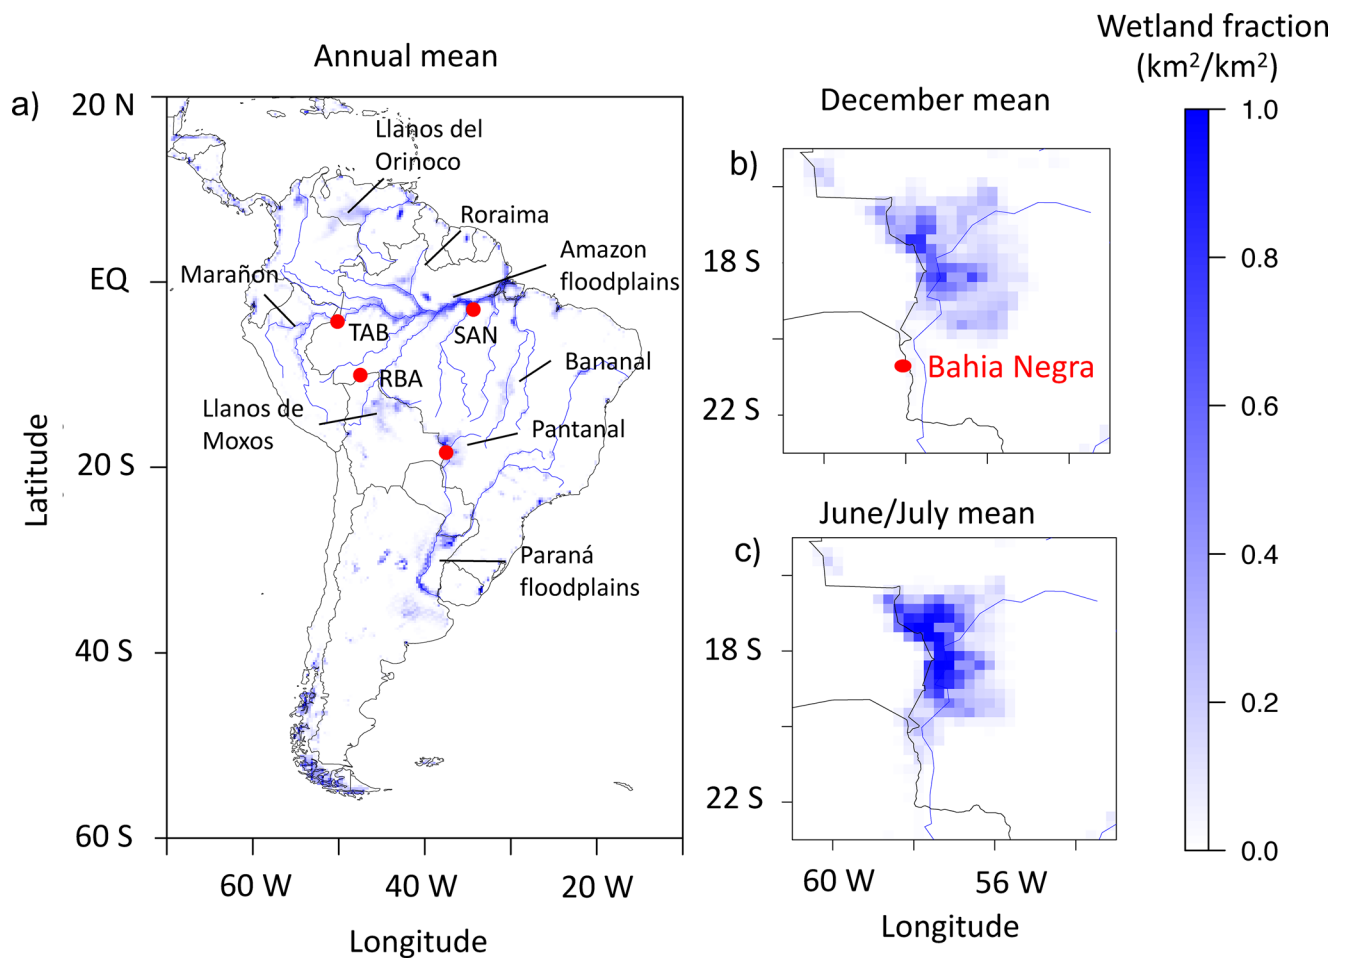 Annual mean
a)
20 N
EQ
20 S
40 S
60 S
Latitude
60 W
40 W
20 W
Longitude
Llanos del
Orinoco
Roraima
Amazon
floodplains
Marañon
TAB
SAN
RBA
Bananal
Llanos de
Moxos
Pantanal
Paraná
floodplains
December mean
b)
18 S
22 S
Bahia Negra
June/July mean
c)
18 S
22 S
60 W
56 W
Longitude
Wetland fraction
(km²/km²)
1.0
0.8
0.6
0.4
0.2
0.0